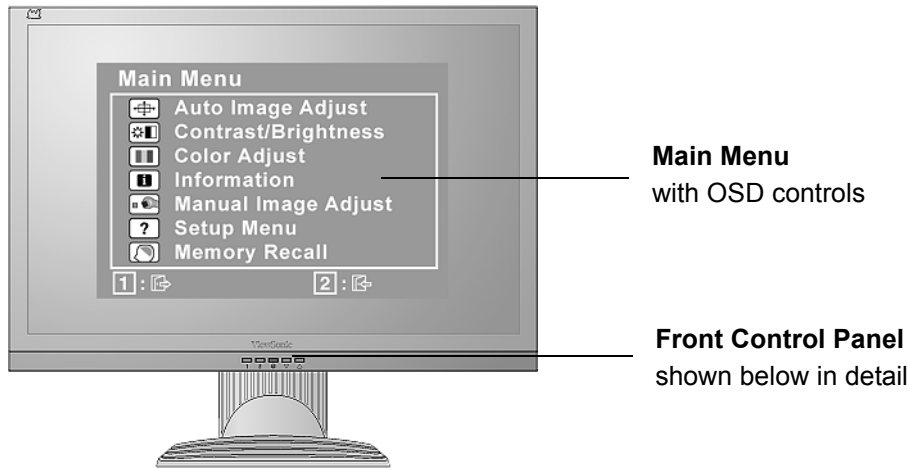 Main Menu
Auto Image Adjust
Contrast/Brightness
Color Adjust
Information
Manual Image Adjust
? Setup Menu
Memory Recall
1 : 2 :
ViewSonic
Main Menu
with OSD controls
Front Control Panel
shown below in detail